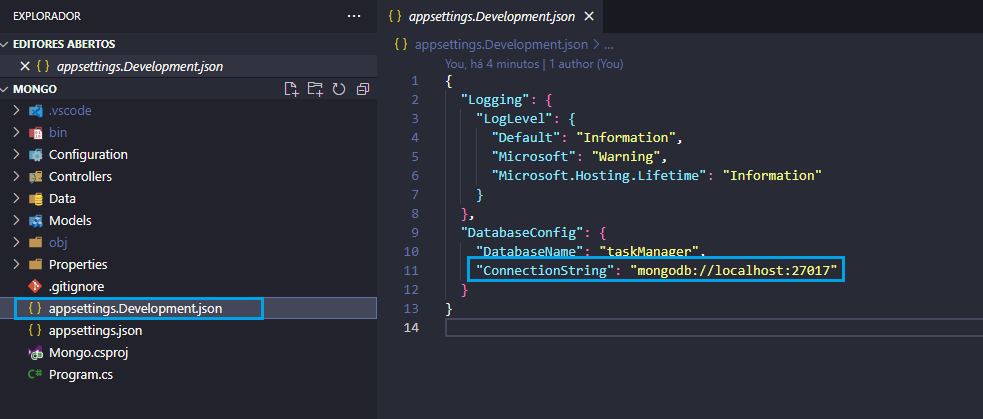 EXPLORADOR
EDITORES ABERTOS
{ } appsettings.Development.json
MONGO
.vscode
bin
Configuration
Controllers
Data
Models
obj
Properties
.gitignore
{ } appsettings.Development.json
{ } appsettings.json
Mongo.csproj
C# Program.cs
{ } appsettings.Development.json
{ } appsettings.Development.json > ...
You, há 4 minutos | 1 author (You)
1 {
2 "Logging": {
3 "LogLevel": {
4 "Default": "Information",
5 "Microsoft": "Warning",
6 "Microsoft.Hosting.Lifetime": "Information"
7 }
8 },
9 "DatabaseConfig": {
10 "DatabaseName": "taskManager",
11 "ConnectionString": "mongodb://localhost:27017"
12 }
13 }
14